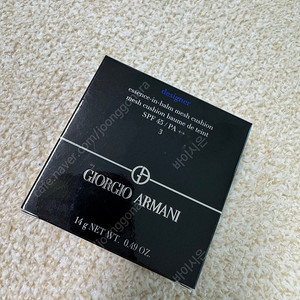 designer
essence-in-balm mesh cushion
mesh cushion baume de teint
SPF 45 / PA ++
3
GIORGIO ARMANI
14 g NET WT. 0.49 OZ.